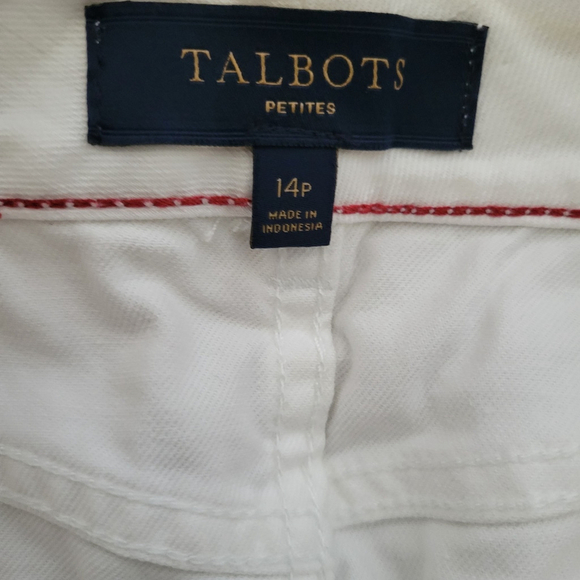 TALBOTS
PETITES
14P
MADE IN
INDONESIA